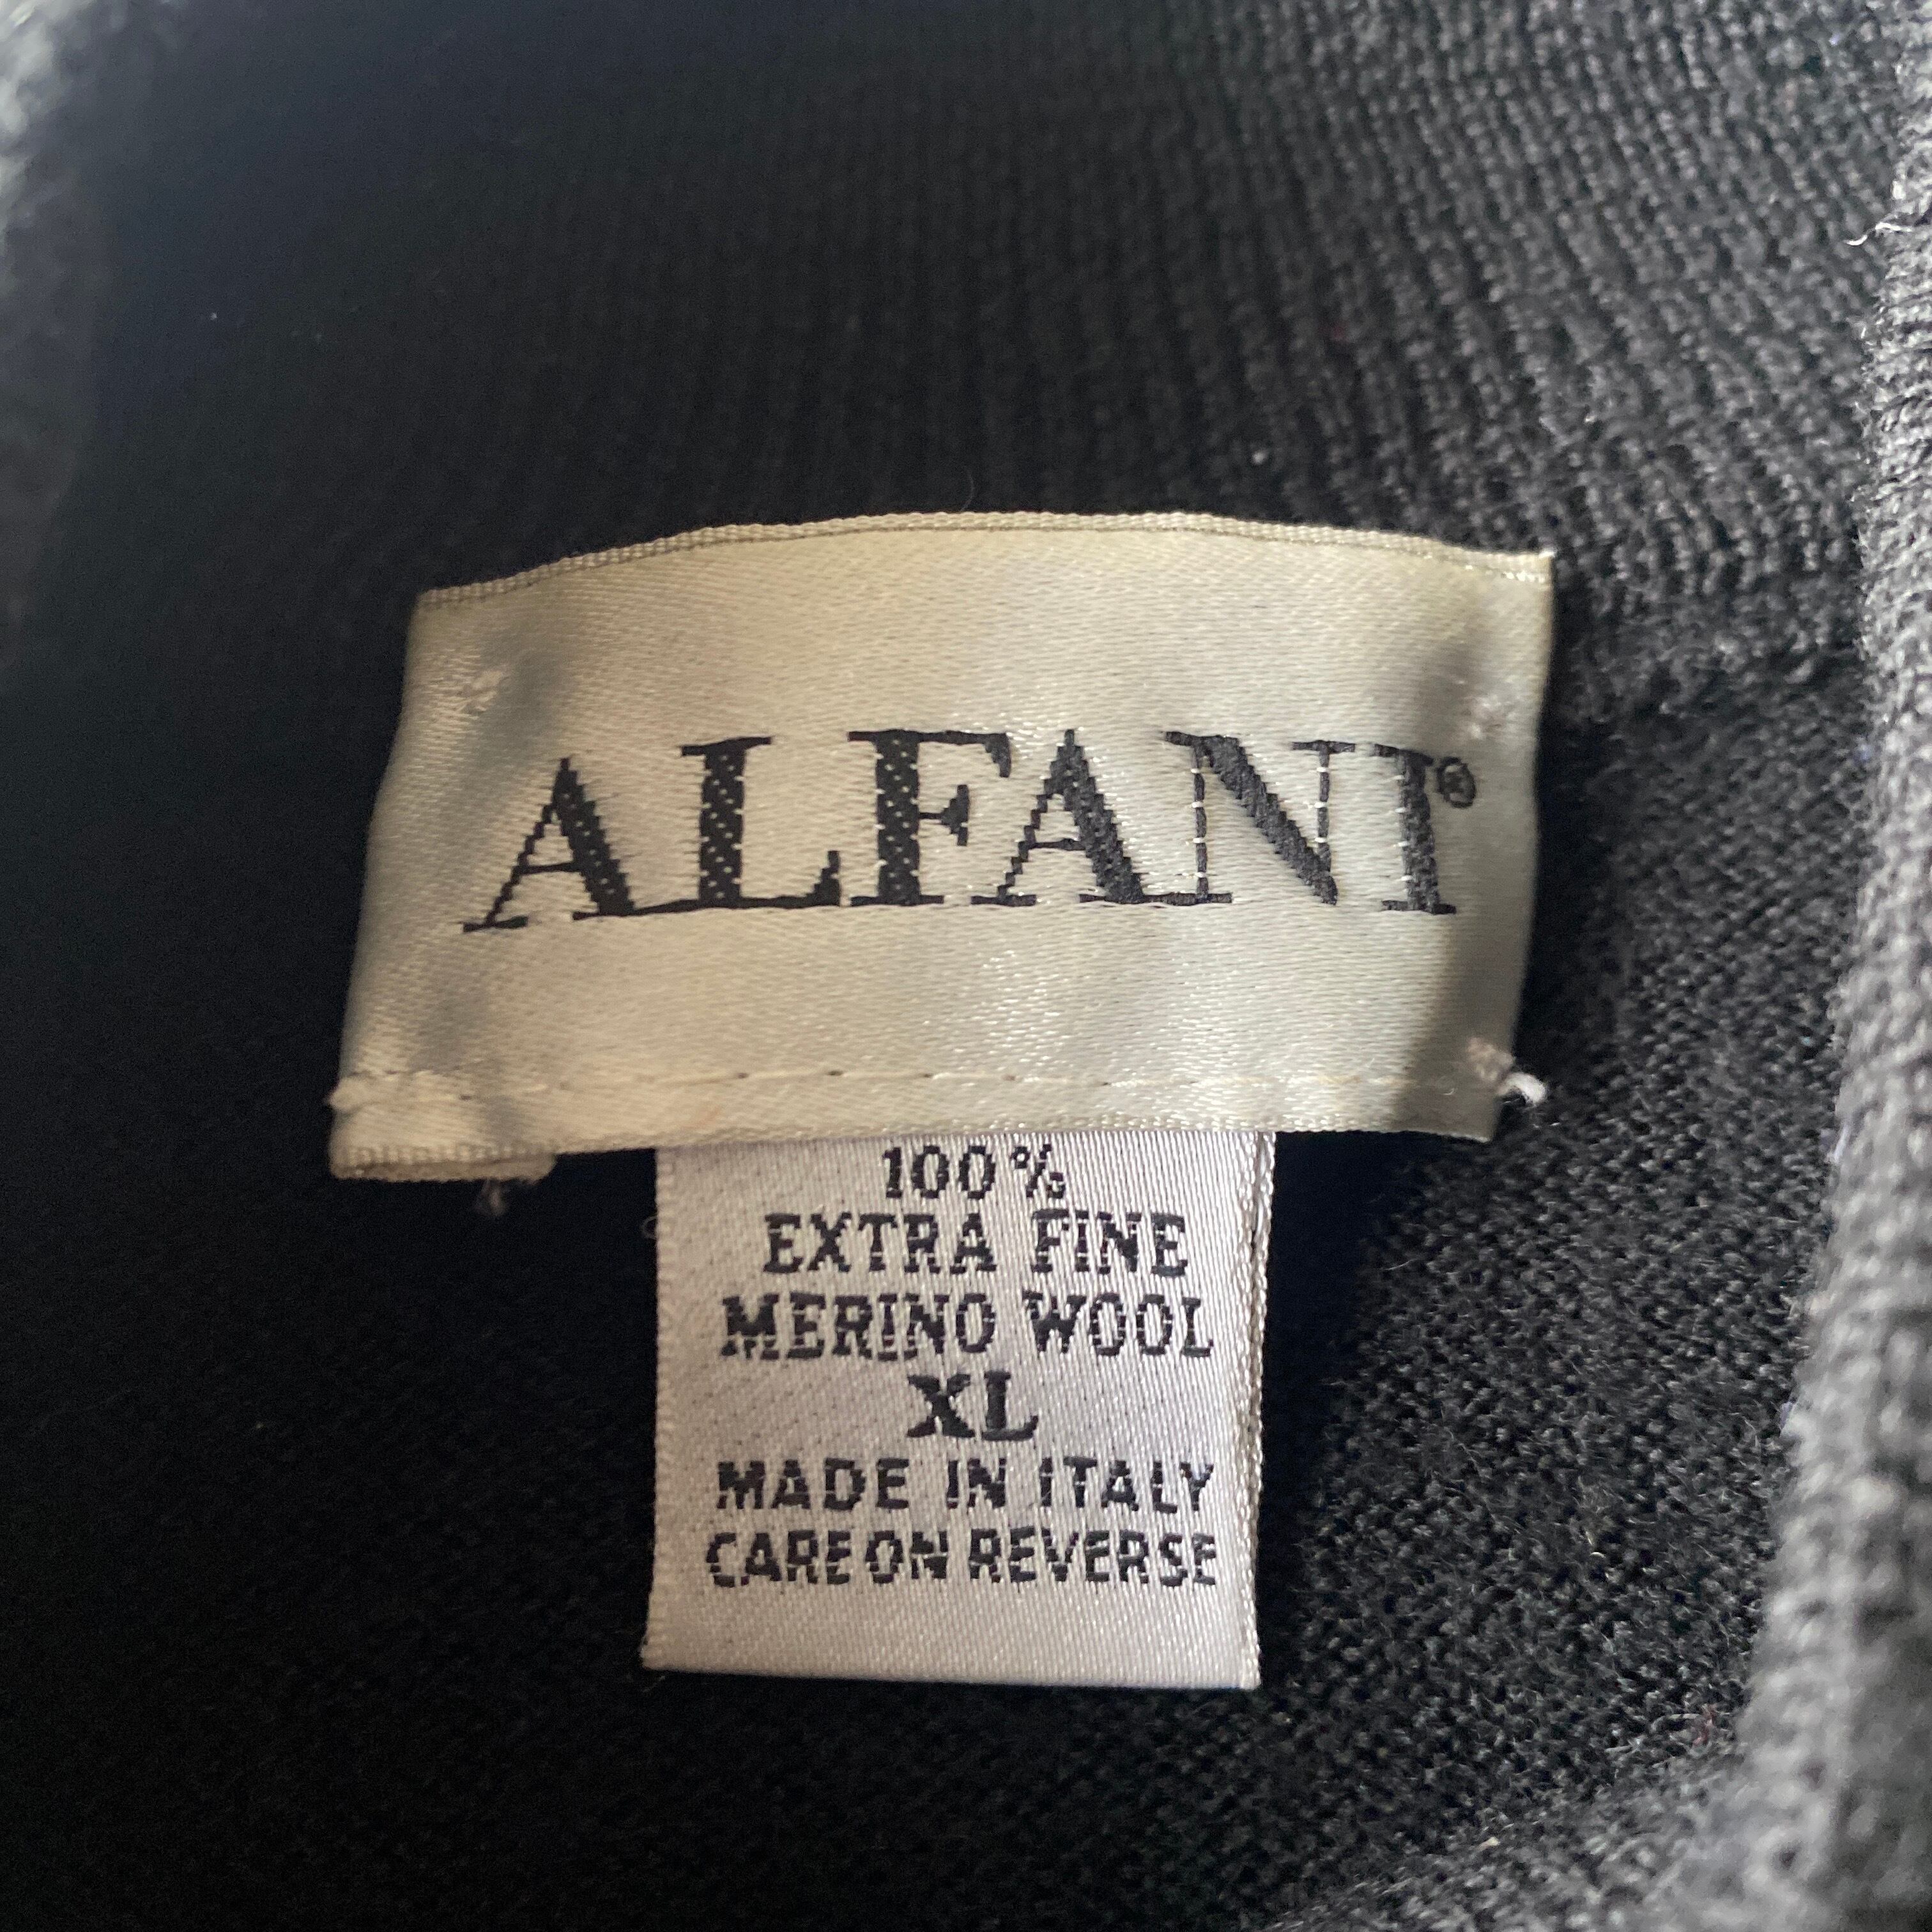 ALFANI®
100%
EXTRA FINE
MERINO WOOL
XL
MADE IN ITALY
CARE ON REVERSE